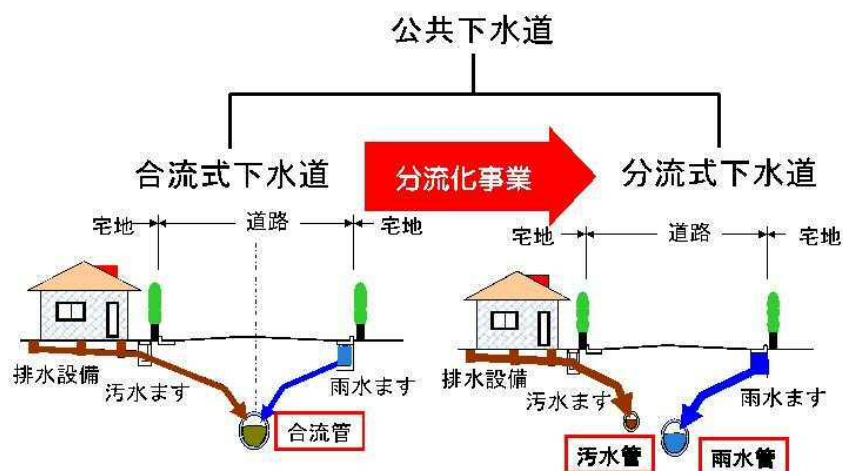 公共下水道
合流式下水道
分流化事業
分流式下水道
宅地
道路
宅地
宅地
道路
宅地
排水設備
汚水ます
雨水ます
合流管
排水設備
汚水ます
雨水ます
汚水管
雨水管